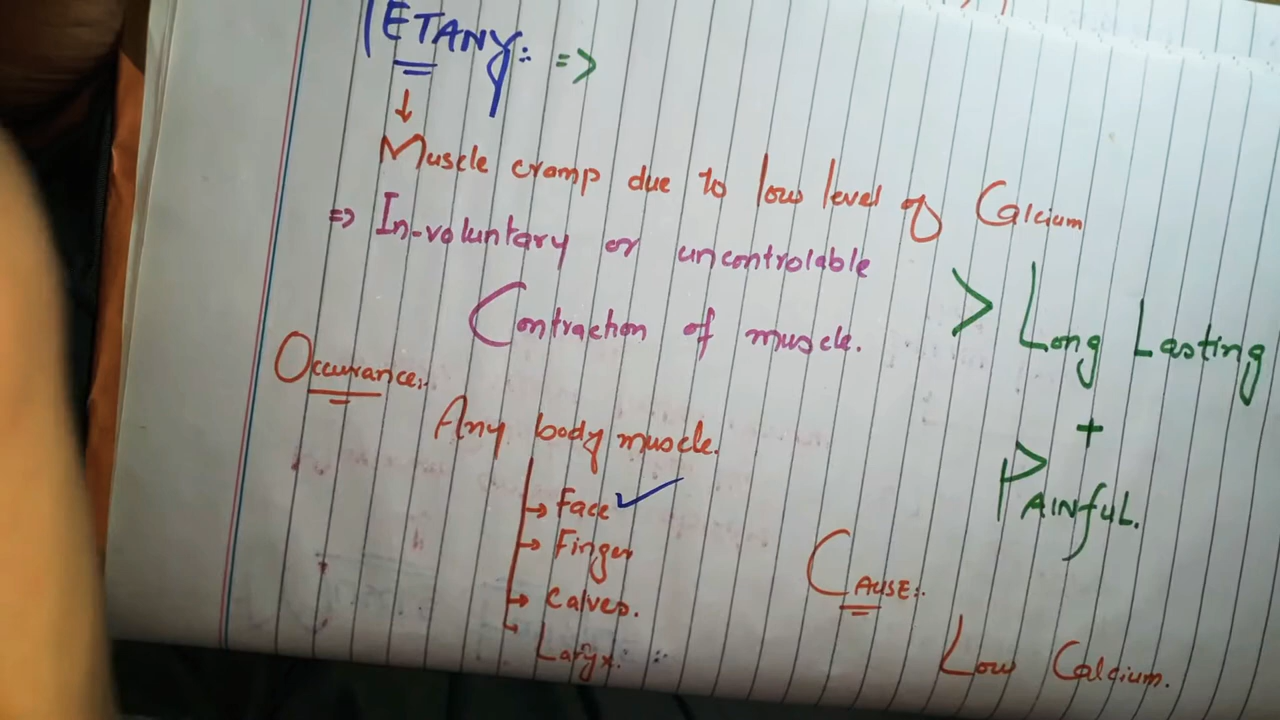 TETANY:- =>
↓
Muscle cramp due to low level of Calcium
=> In-voluntary or uncontrolable
Contraction of muscle.
> Long Lasting
+
PAINfUL.
Occurance:-
Any body muscle.
→ Face ✓
→ Finger
→ Calves.
→ Laryx.
CAUSE:-
Low Calcium.